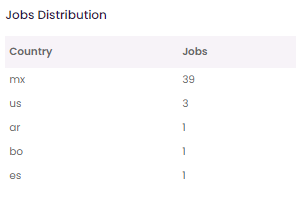 Jobs Distribution
Country Jobs
mx 39
us 3
ar 1
bo 1
es 1